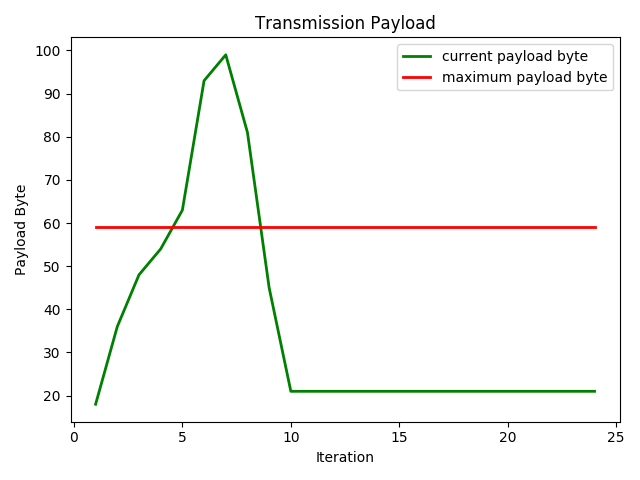 Transmission Payload
current payload byte
maximum payload byte
100
90
80
70
60
50
40
30
20
Payload Byte
0 5 10 15 20 25
Iteration